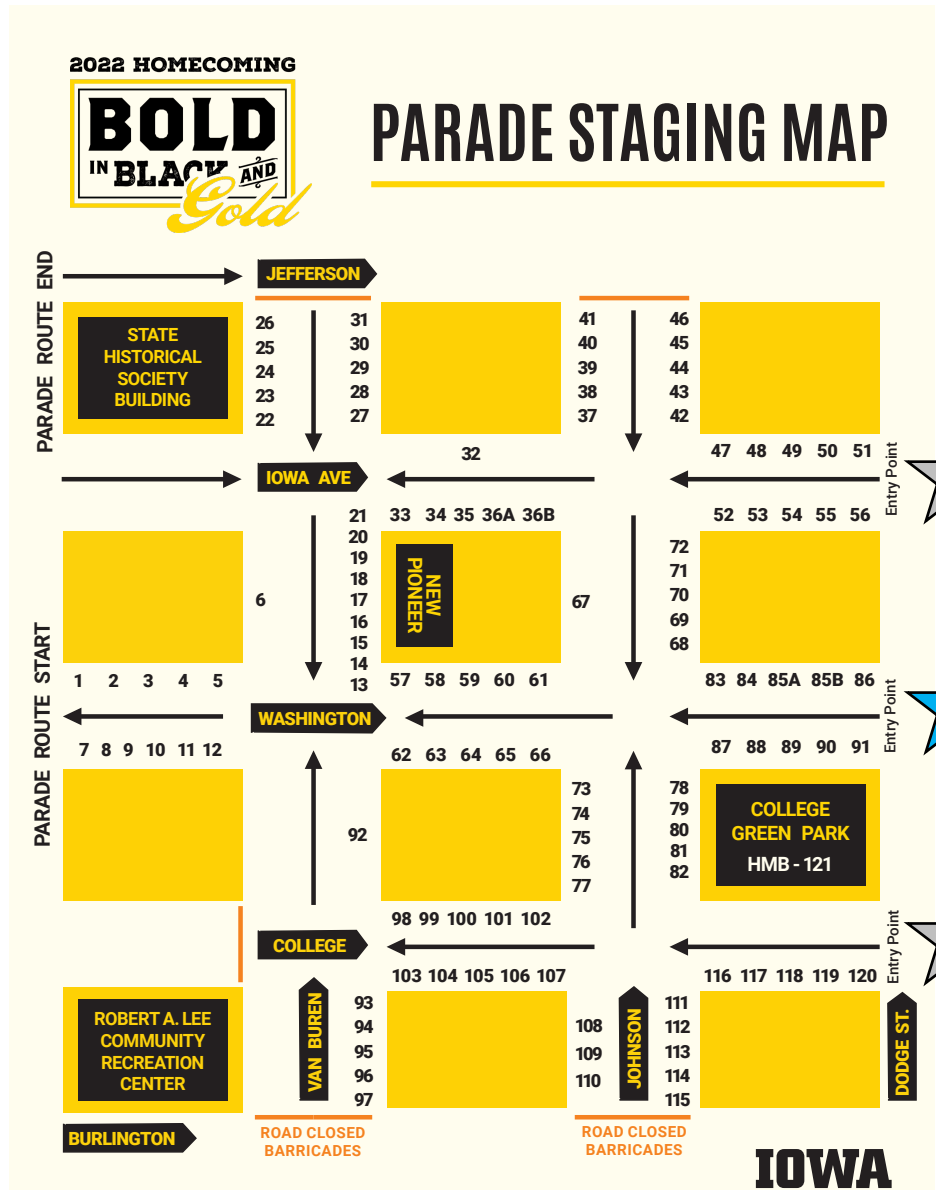 2022 HOMECOMING
BOLD
IN BLACK AND
Gold
PARADE STAGING MAP
PARADE ROUTE END
JEFFERSON
STATE
HISTORICAL
SOCIETY
BUILDING
26
25
24
23
22
31
30
29
28
27
41
40
39
38
37
46
45
44
43
42
32
47 48 49 50 51
IOWA AVE
Entry Point
33 34 35 36A 36B
52 53 54 55 56
21
20
19
18
17
16
15
14
13
6
NEW
PIONEER
67
72
71
70
69
68
PARADE ROUTE START
1 2 3 4 5
57 58 59 60 61
83 84 85A 85B 86
WASHINGTON
Entry Point
7 8 9 10 11 12
62 63 64 65 66
87 88 89 90 91
92
73
74
75
76
77
78
79
80
81
82
COLLEGE
GREEN PARK
HMB - 121
98 99 100 101 102
COLLEGE
Entry Point
103 104 105 106 107
116 117 118 119 120
ROBERT A. LEE
COMMUNITY
RECREATION
CENTER
VAN BUREN
93
94
95
96
97
108
109
110
JOHNSON
111
112
113
114
115
DODGE ST.
BURLINGTON
ROAD CLOSED
BARRICADES
ROAD CLOSED
BARRICADES
IOWA